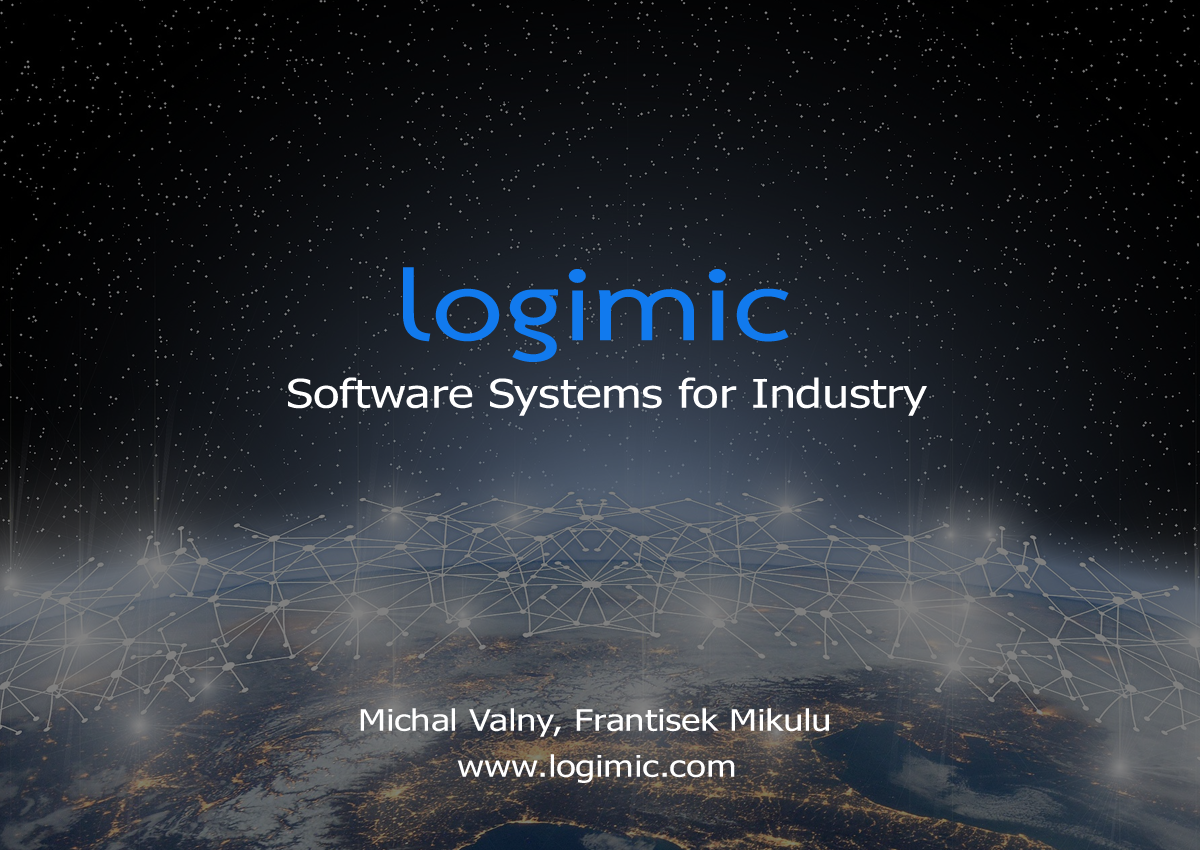 logimic
Software Systems for Industry
Michal Valny, Frantisek Mikulu
www.logimic.com